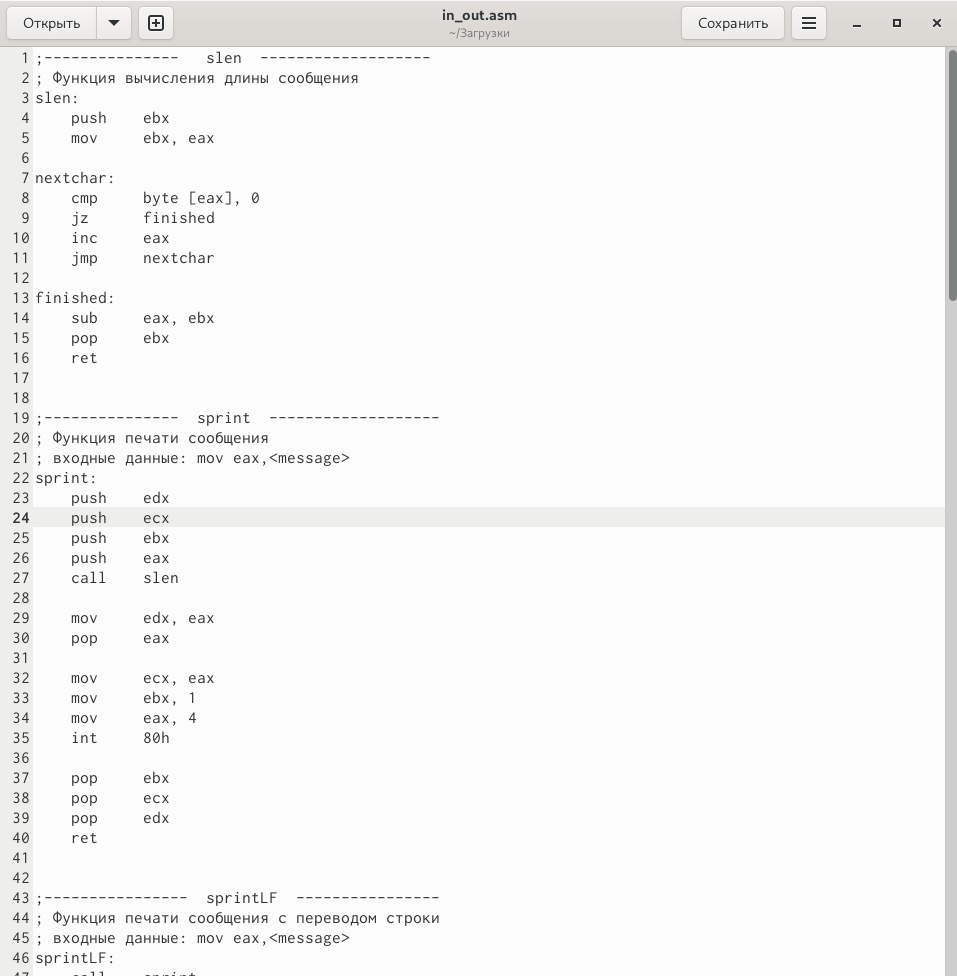 Открыть
in_out.asm
~/Загрузки
Сохранить
1 ;---------------   slen  -------------------
2 ; Функция вычисления длины сообщения
3 slen:
4     push    ebx
5     mov     ebx, eax
6
7 nextchar:
8     cmp     byte [eax], 0
9     jz      finished
10     inc     eax
11     jmp     nextchar
12
13 finished:
14     sub     eax, ebx
15     pop     ebx
16     ret
17
18
19 ;---------------  sprint  -------------------
20 ; Функция печати сообщения
21 ; входные данные: mov eax,<message>
22 sprint:
23     push    edx
24     push    ecx
25     push    ebx
26     push    eax
27     call    slen
28
29     mov     edx, eax
30     pop     eax
31
32     mov     ecx, eax
33     mov     ebx, 1
34     mov     eax, 4
35     int     80h
36
37     pop     ebx
38     pop     ecx
39     pop     edx
40     ret
41
42
43 ;----------------  sprintLF  ----------------
44 ; Функция печати сообщения с переводом строки
45 ; входные данные: mov eax,<message>
46 sprintLF:
47     call    sprint